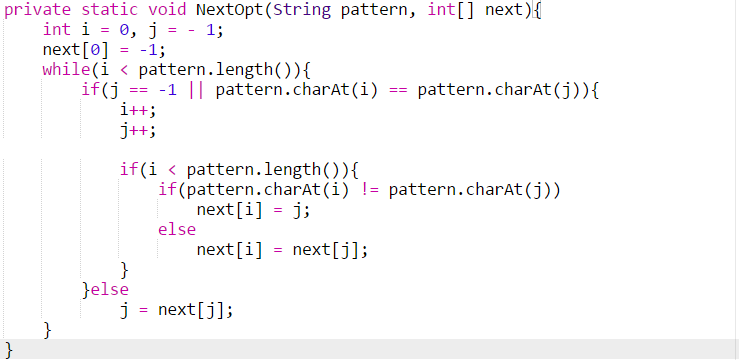 private static void NextOpt(String pattern, int[] next){
    int i = 0, j = - 1;
    next[0] = -1;
    while(i < pattern.length()){
        if(j == -1 || pattern.charAt(i) == pattern.charAt(j)){
            i++;
            j++;

            if(i < pattern.length()){
                if(pattern.charAt(i) != pattern.charAt(j))
                    next[i] = j;
                else
                    next[i] = next[j];
            }
        }else
            j = next[j];
    }
}